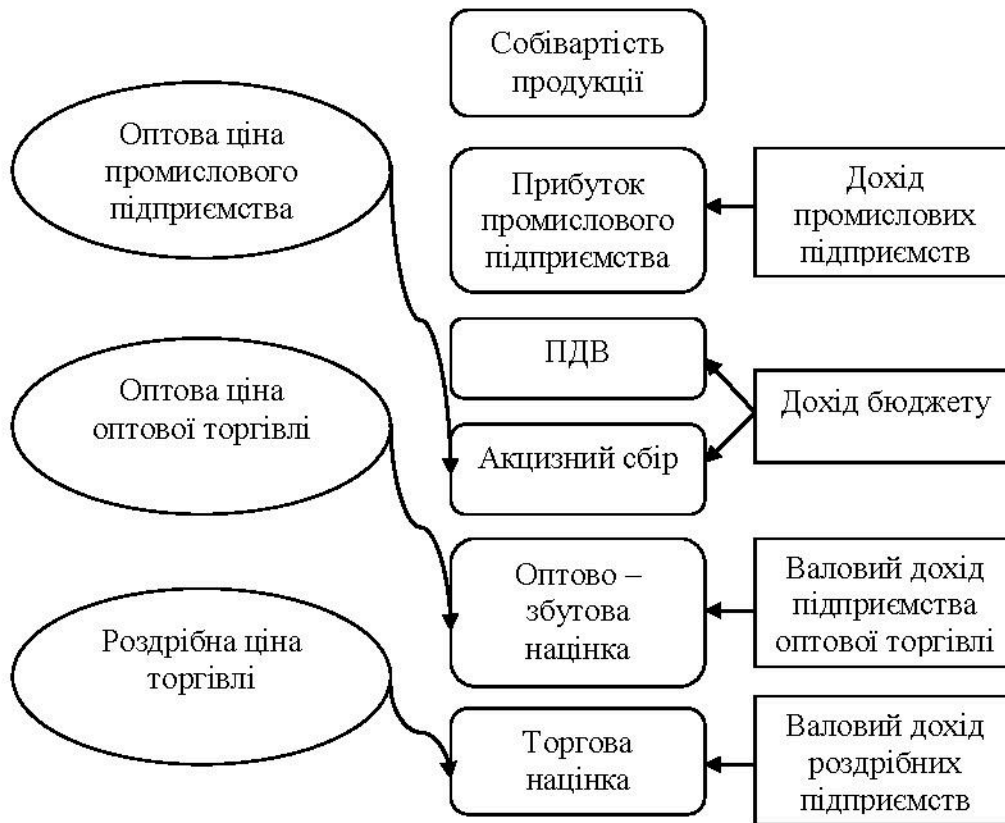 Собівартість
продукції
Оптова ціна
промислового
підприємства
Прибуток
промислового
підприємства
Дохід
промислових
підприємств
ПДВ
Оптова ціна
оптової торгівлі
Дохід бюджету
Акцизний сбір
Оптово –
збутова
націнка
Валовий дохід
підприємства
оптової торгівлі
Роздрібна ціна
торгівлі
Торгова
націнка
Валовий дохід
роздрібних
підприємств